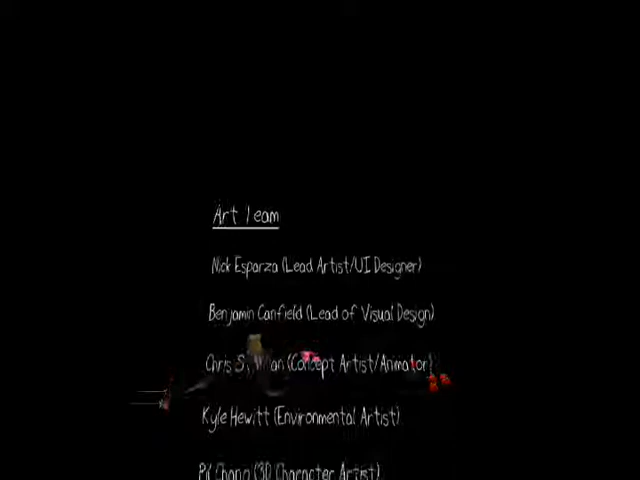 Art Team
Nick Esparza (Lead Artist/UI Designer)
Benjamin Canfield (Lead of Visual Design)
Chris (Concept Artist/Animator)
Kyle Hewitt (Environmental Artist)
Chang (3D Character Artist)